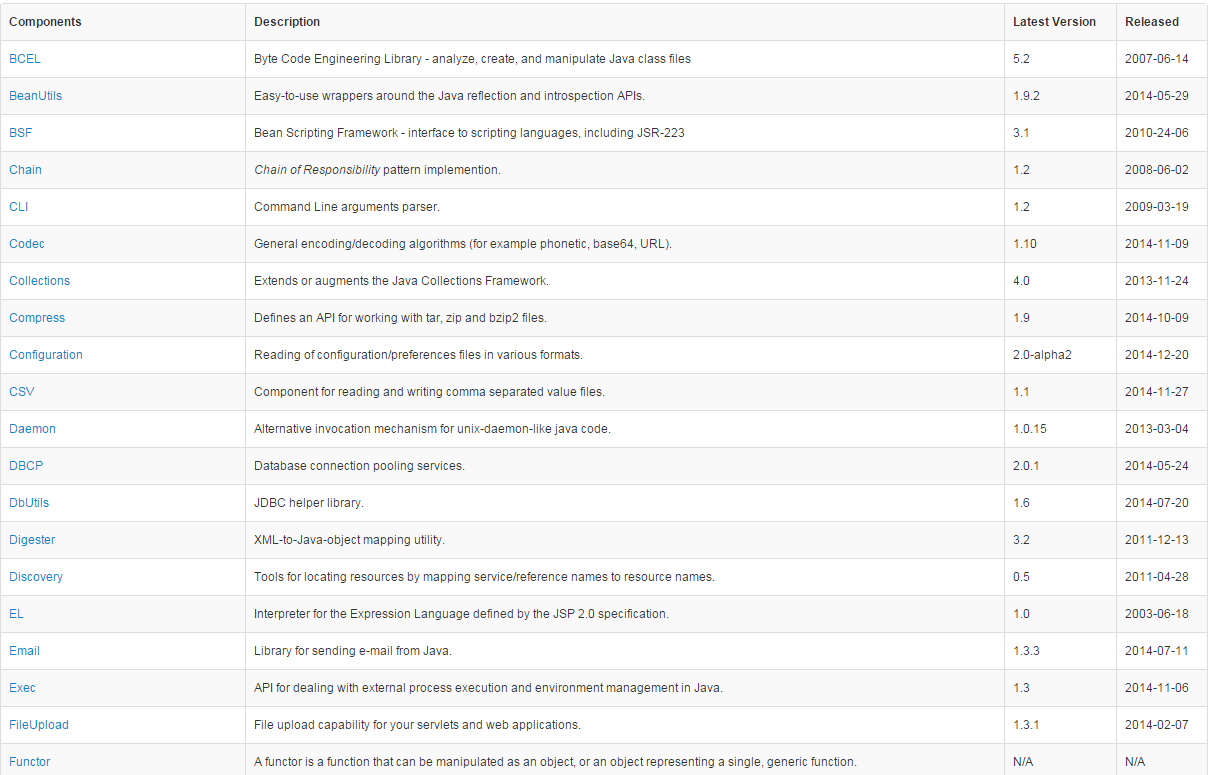 Components Description Latest Version Released
BCEL Byte Code Engineering Library - analyze, create, and manipulate Java class files 5.2 2007-06-14
BeanUtils Easy-to-use wrappers around the Java reflection and introspection APIs. 1.9.2 2014-05-29
BSF Bean Scripting Framework - interface to scripting languages, including JSR-223 3.1 2010-24-06
Chain Chain of Responsibility pattern implemention. 1.2 2008-06-02
CLI Command Line arguments parser. 1.2 2009-03-19
Codec General encoding/decoding algorithms (for example phonetic, base64, URL). 1.10 2014-11-09
Collections Extends or augments the Java Collections Framework. 4.0 2013-11-24
Compress Defines an API for working with tar, zip and bzip2 files. 1.9 2014-10-09
Configuration Reading of configuration/preferences files in various formats. 2.0-alpha2 2014-12-20
CSV Component for reading and writing comma separated value files. 1.1 2014-11-27
Daemon Alternative invocation mechanism for unix-daemon-like java code. 1.0.15 2013-03-04
DBCP Database connection pooling services. 2.0.1 2014-05-24
DbUtils JDBC helper library. 1.6 2014-07-20
Digester XML-to-Java-object mapping utility. 3.2 2011-12-13
Discovery Tools for locating resources by mapping service/reference names to resource names. 0.5 2011-04-28
EL Interpreter for the Expression Language defined by the JSP 2.0 specification. 1.0 2003-06-18
Email Library for sending e-mail from Java. 1.3.3 2014-07-11
Exec API for dealing with external process execution and environment management in Java. 1.3 2014-11-06
FileUpload File upload capability for your servlets and web applications. 1.3.1 2014-02-07
Functor A functor is a function that can be manipulated as an object, or an object representing a single, generic function. N/A N/A